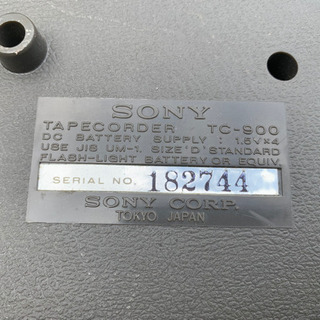 SONY
TAPECORDER TC-900
DC BATTERY SUPPLY : 1.5V×4
USE JIS UM-1. SIZE'D' STANDARD
FLASH-LIGHT BATTERY OR EQUIV.
SERIAL NO. 182744
SONY CORP.
TOKYO JAPAN